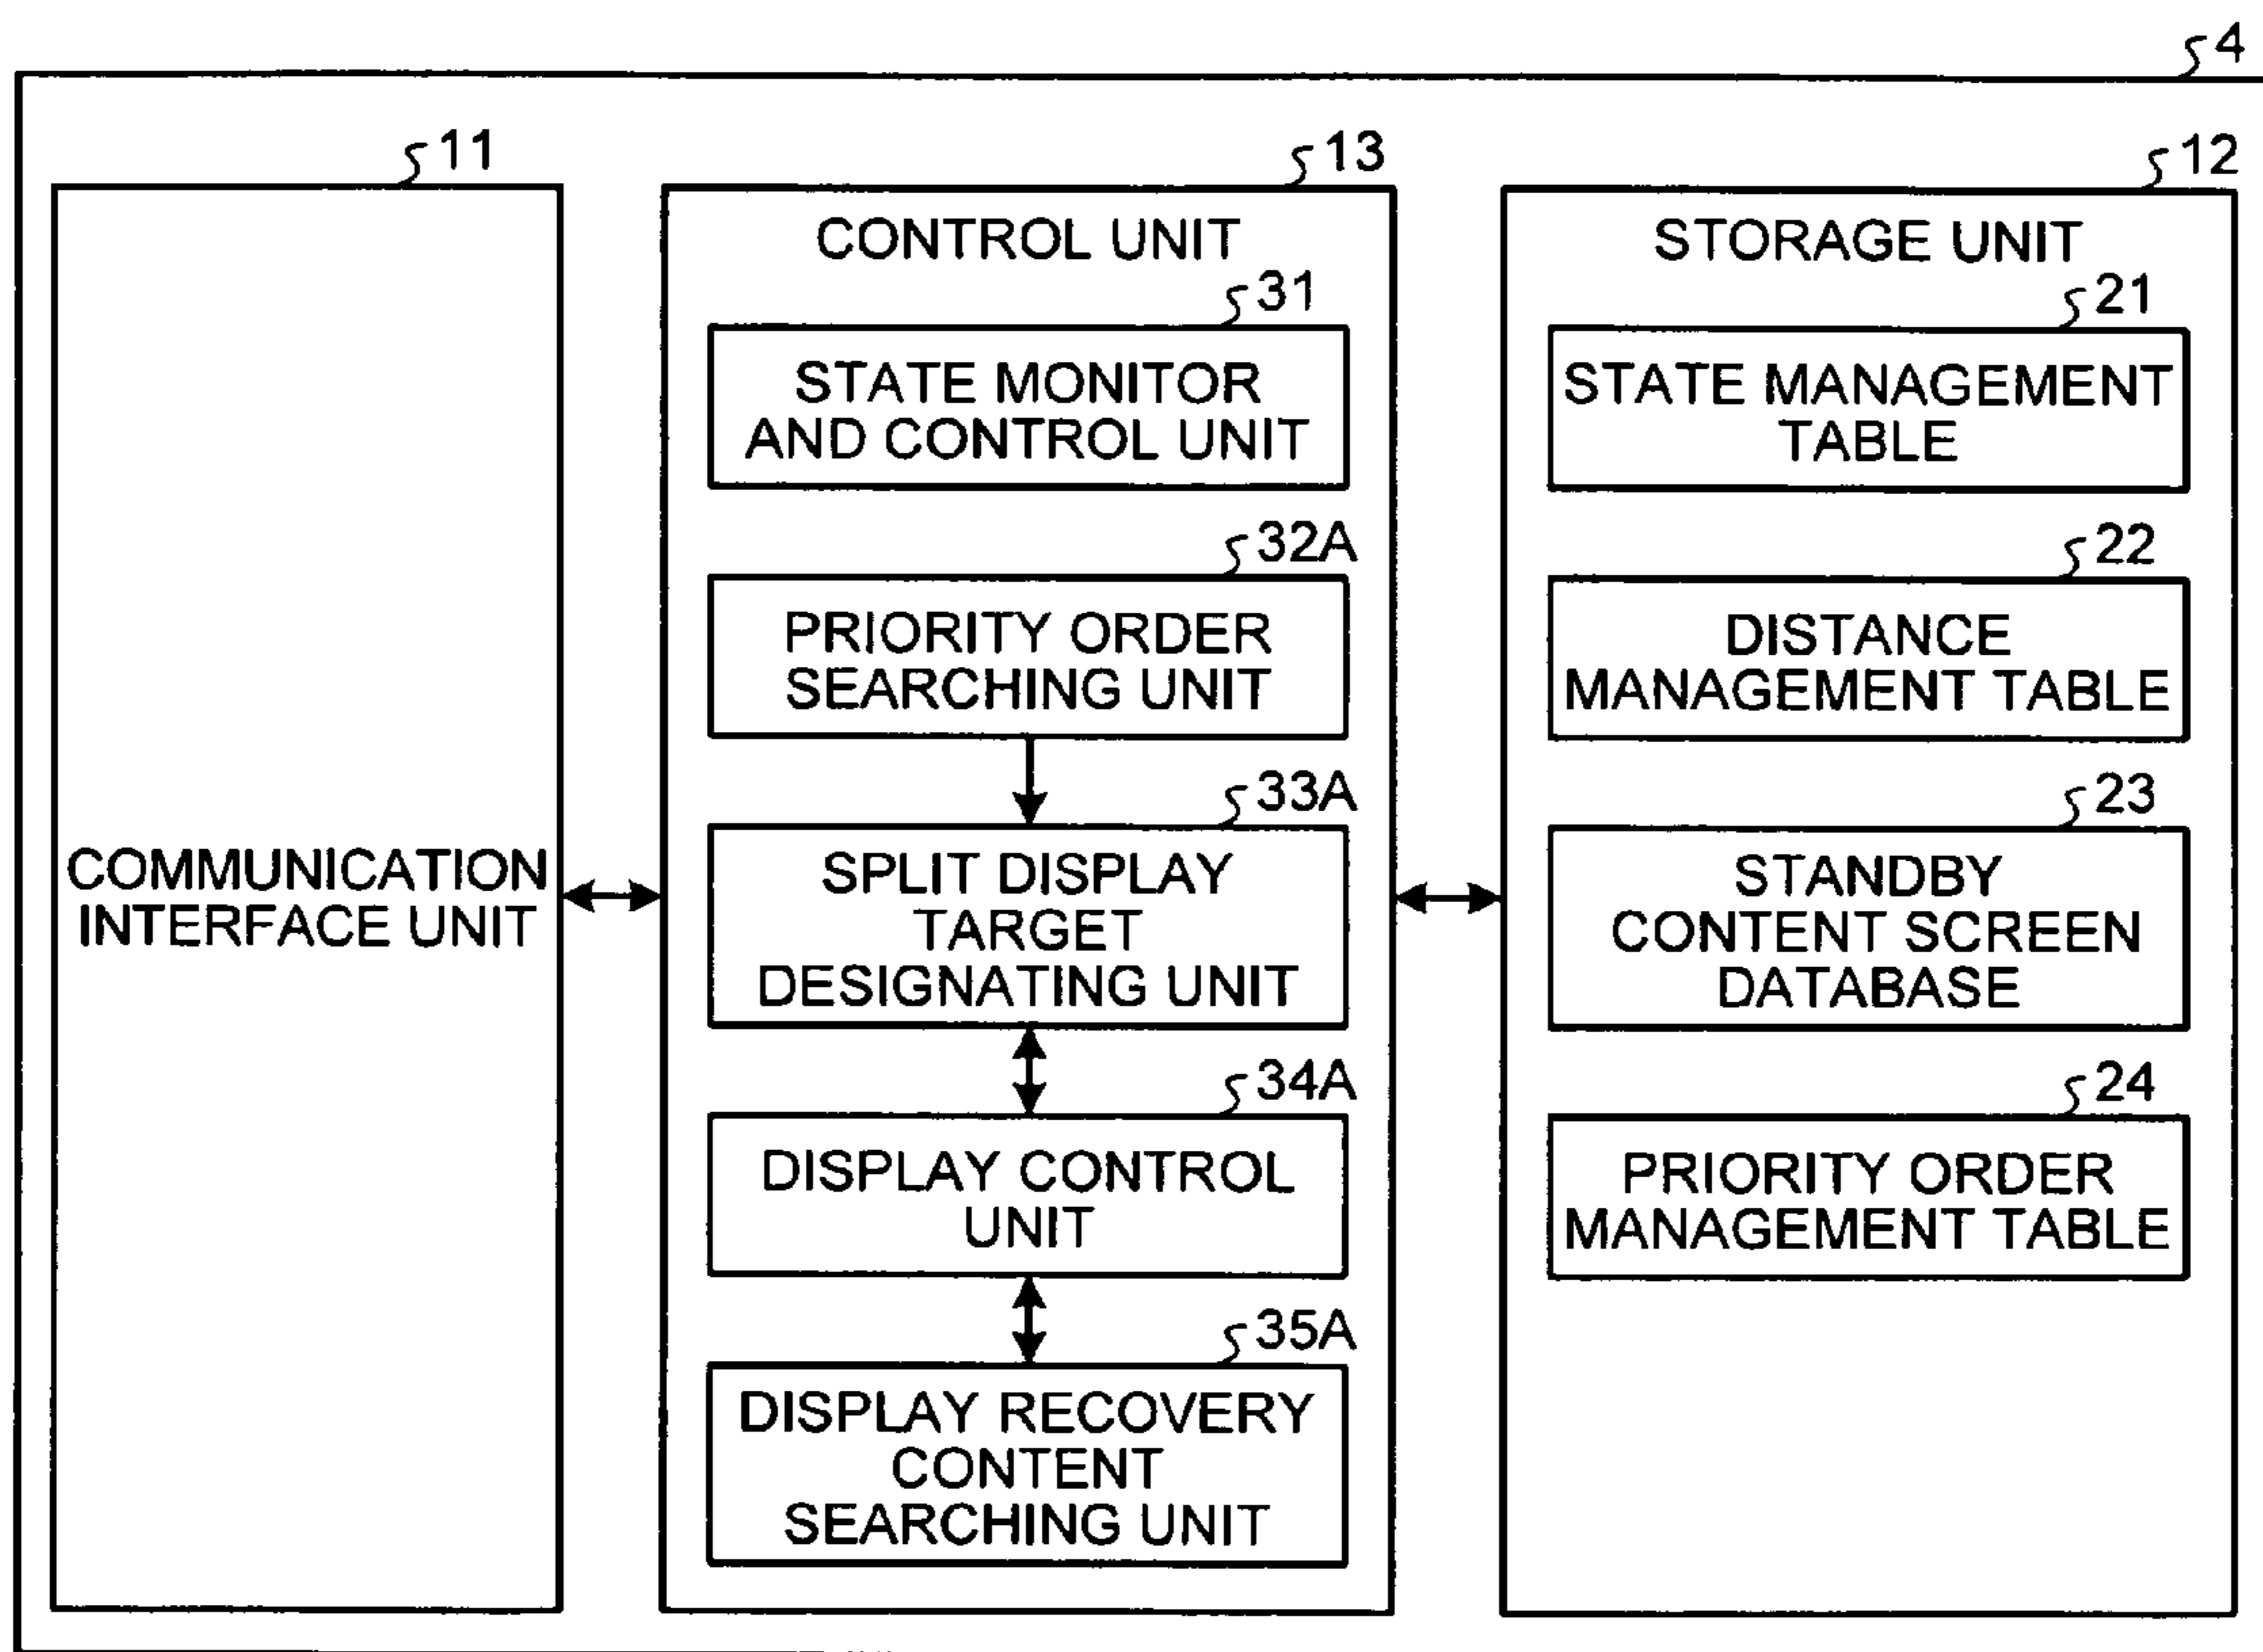 4
11
COMMUNICATION
INTERFACE UNIT
13
CONTROL UNIT
31
STATE MONITOR
AND CONTROL UNIT
32A
PRIORITY ORDER
SEARCHING UNIT
33A
SPLIT DISPLAY
TARGET
DESIGNATING UNIT
34A
DISPLAY CONTROL
UNIT
35A
DISPLAY RECOVERY
CONTENT
SEARCHING UNIT
12
STORAGE UNIT
21
STATE MANAGEMENT
TABLE
22
DISTANCE
MANAGEMENT TABLE
23
STANDBY
CONTENT SCREEN
DATABASE
24
PRIORITY ORDER
MANAGEMENT TABLE